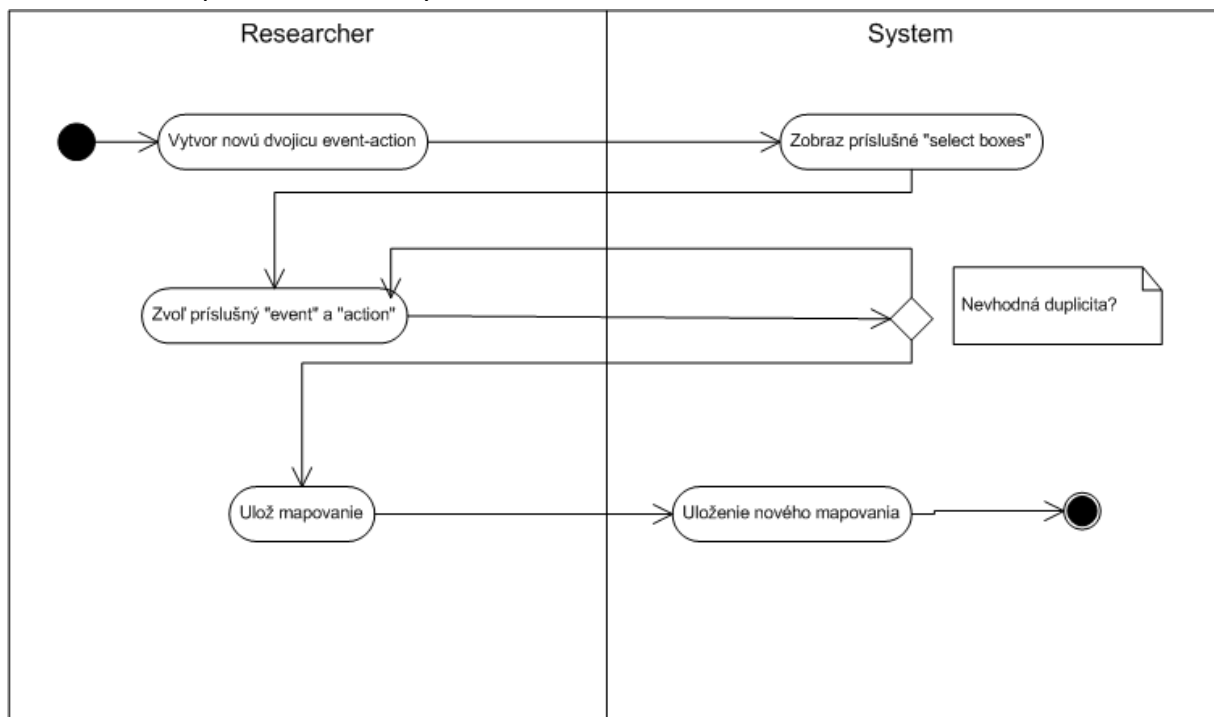 Researcher
System
Vytvor novú dvojicu event-action
Zobraz príslušné "select boxes"
Zvoľ príslušný "event" a "action"
Nevhodná duplicita?
Ulož mapovanie
Uloženie nového mapovania